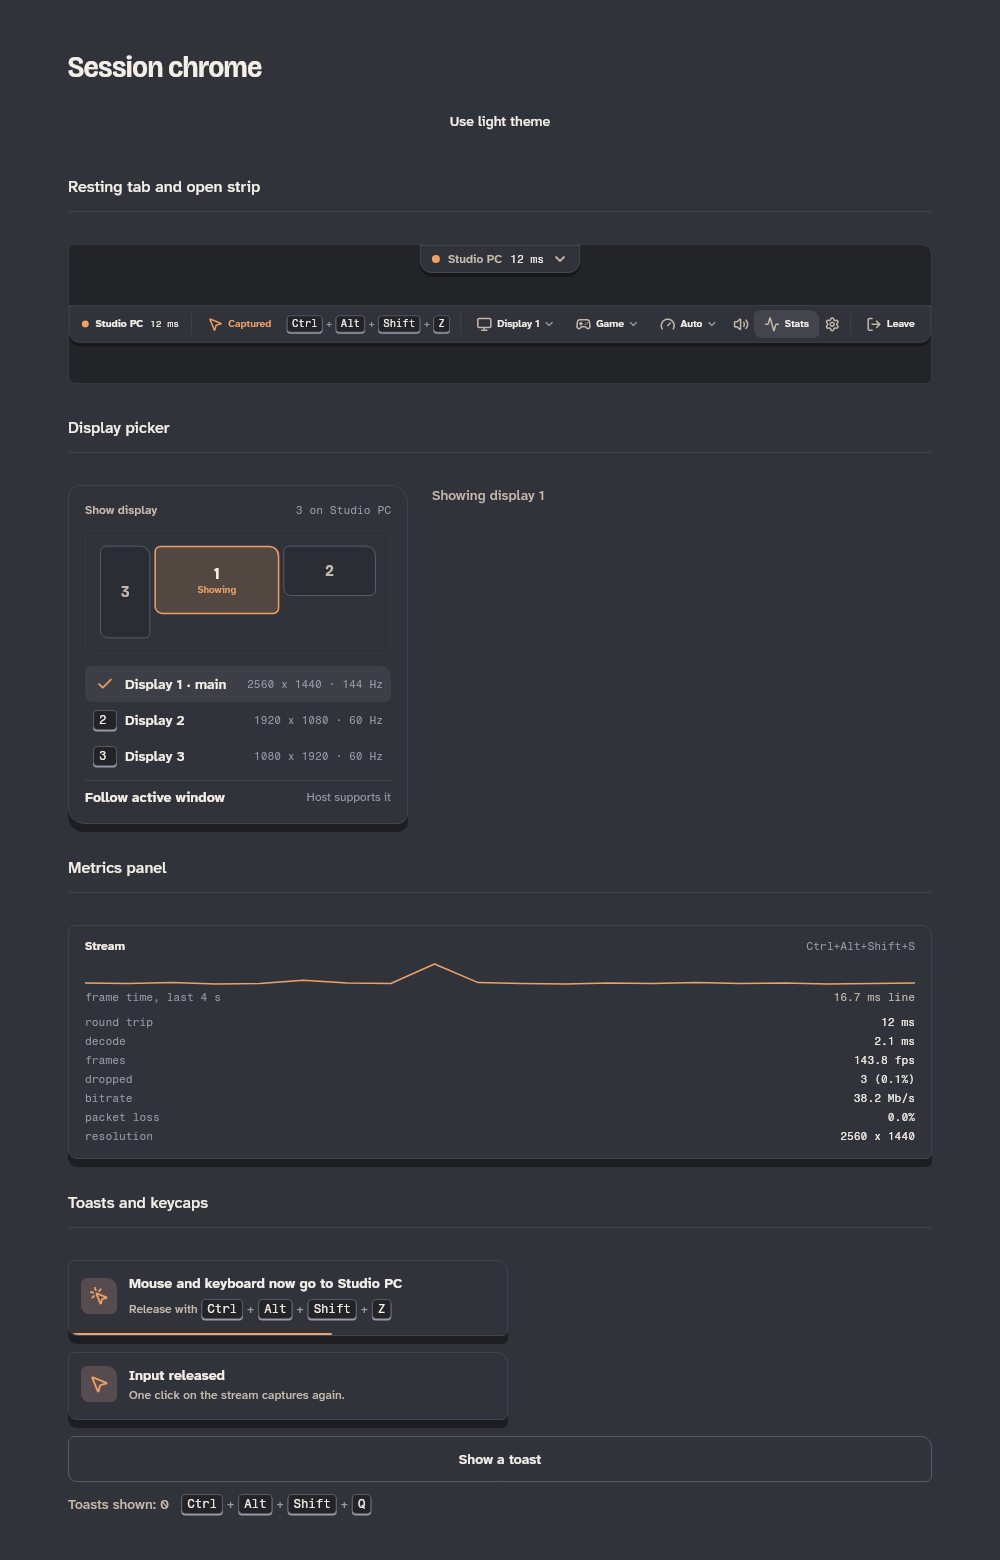 Session chrome
Use light theme
Resting tab and open strip
Studio PC 12 ms
Studio PC 12 ms Captured Ctrl + Alt + Shift + Z Display 1 Game Auto Stats Leave
Display picker
Show display 3 on Studio PC
Showing display 1
3 1 2
Showing
Display 1 · main 2560 x 1440 · 144 Hz
2 Display 2 1920 x 1080 · 60 Hz
3 Display 3 1080 x 1920 · 60 Hz
Follow active window Host supports it
Metrics panel
Stream Ctrl+Alt+Shift+S
frame time, last 4 s 16.7 ms line
round trip 12 ms
decode 2.1 ms
frames 143.8 fps
dropped 3 (0.1%)
bitrate 38.2 Mb/s
packet loss 0.0%
resolution 2560 x 1440
Toasts and keycaps
Mouse and keyboard now go to Studio PC
Release with Ctrl + Alt + Shift + Z
Input released
One click on the stream captures again.
Show a toast
Toasts shown: 0 Ctrl + Alt + Shift + Q